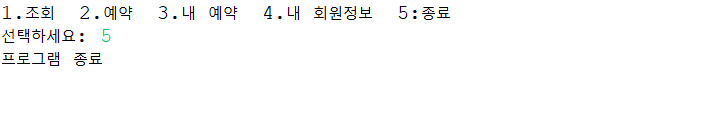 1.조회  2.예약  3.내 예약  4.내 회원정보  5:종료
선택하세요: 5
프로그램 종료